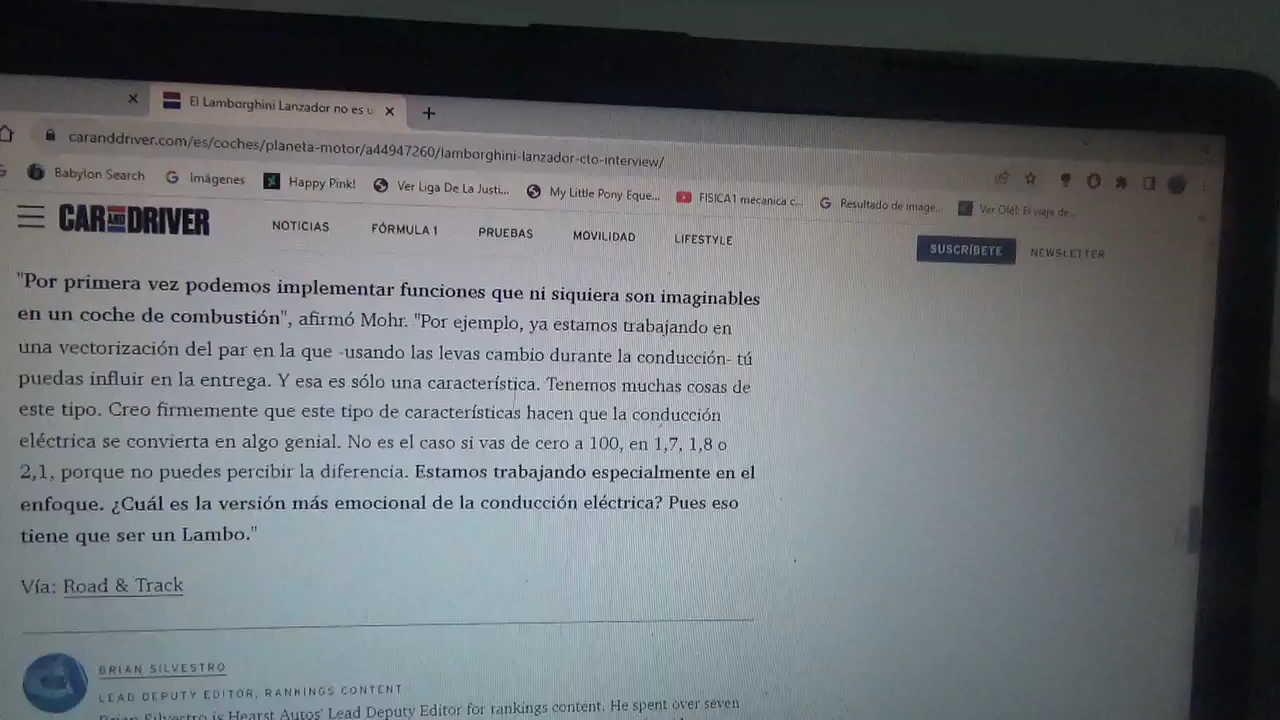 El Lamborghini Lanzador no es u
caranddriver.com/es/coches/planeta-motor/a44947260/lamborghini-lanzador-cto-interview/
Babylon Search Imágenes Happy Pink! Ver Liga De La Justi... My Little Pony Eque... FISICA1 mecanica c... Resultado de image... Ver Olé!: El viaje de...
CAR AND DRIVER NOTICIAS FÓRMULA 1 PRUEBAS MOVILIDAD LIFESTYLE SUSCRÍBETE NEWSLETTER
"Por primera vez podemos implementar funciones que ni siquiera son imaginables
en un coche de combustión", afirmó Mohr. "Por ejemplo, ya estamos trabajando en
una vectorización del par en la que -usando las levas cambio durante la conducción- tú
puedas influir en la entrega. Y esa es sólo una característica. Tenemos muchas cosas de
este tipo. Creo firmemente que este tipo de características hacen que la conducción
eléctrica se convierta en algo genial. No es el caso si vas de cero a 100, en 1,7, 1,8 o
2,1, porque no puedes percibir la diferencia. Estamos trabajando especialmente en el
enfoque. ¿Cuál es la versión más emocional de la conducción eléctrica? Pues eso
tiene que ser un Lambo."
Vía: Road & Track
BRIAN SILVESTRO
LEAD DEPUTY EDITOR, RANKINGS CONTENT
Brian Silvestro is Hearst Autos' Lead Deputy Editor for rankings content. He spent over seven